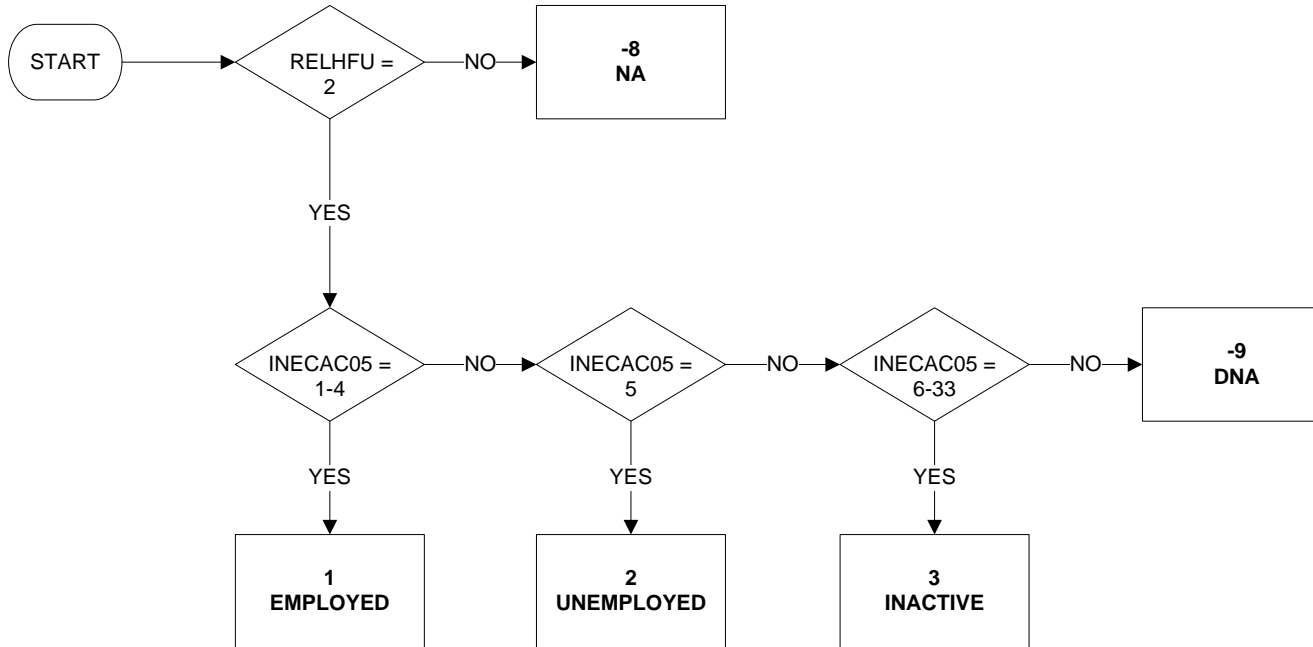 START
RELHFU =
2
NO
-8
NA
YES
INECAC05 =
1-4
NO
INECAC05 =
5
NO
INECAC05 =
6-33
NO
-9
DNA
YES
YES
YES
1
EMPLOYED
2
UNEMPLOYED
3
INACTIVE